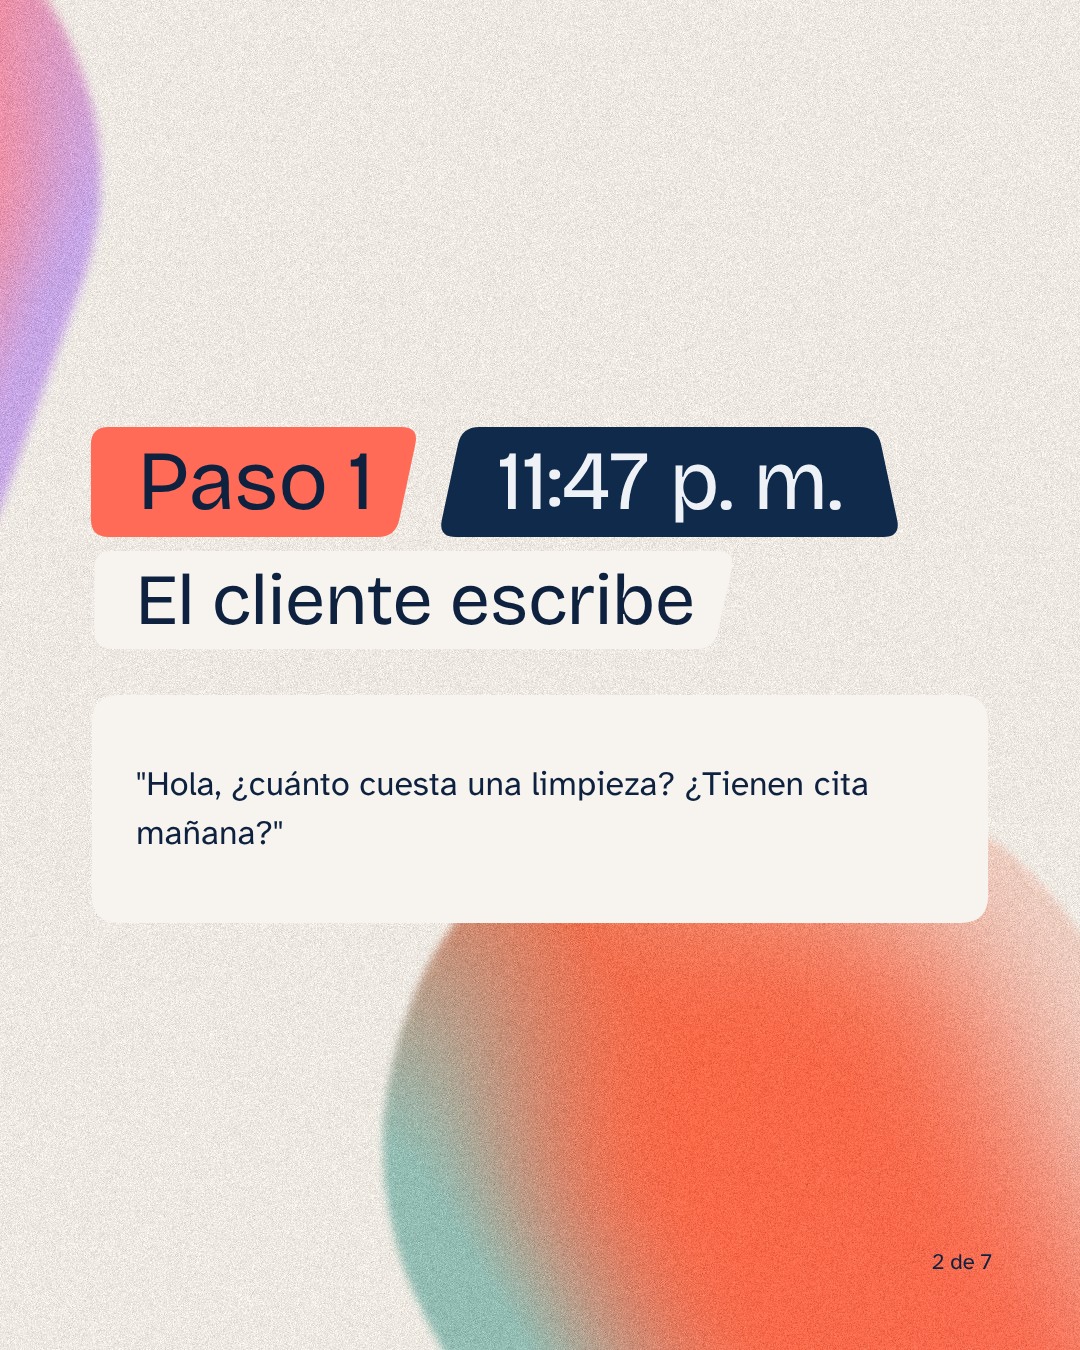 Paso 1 11:47 p. m.
El cliente escribe
"Hola, ¿cuánto cuesta una limpieza? ¿Tienen cita
mañana?"
2 de 7